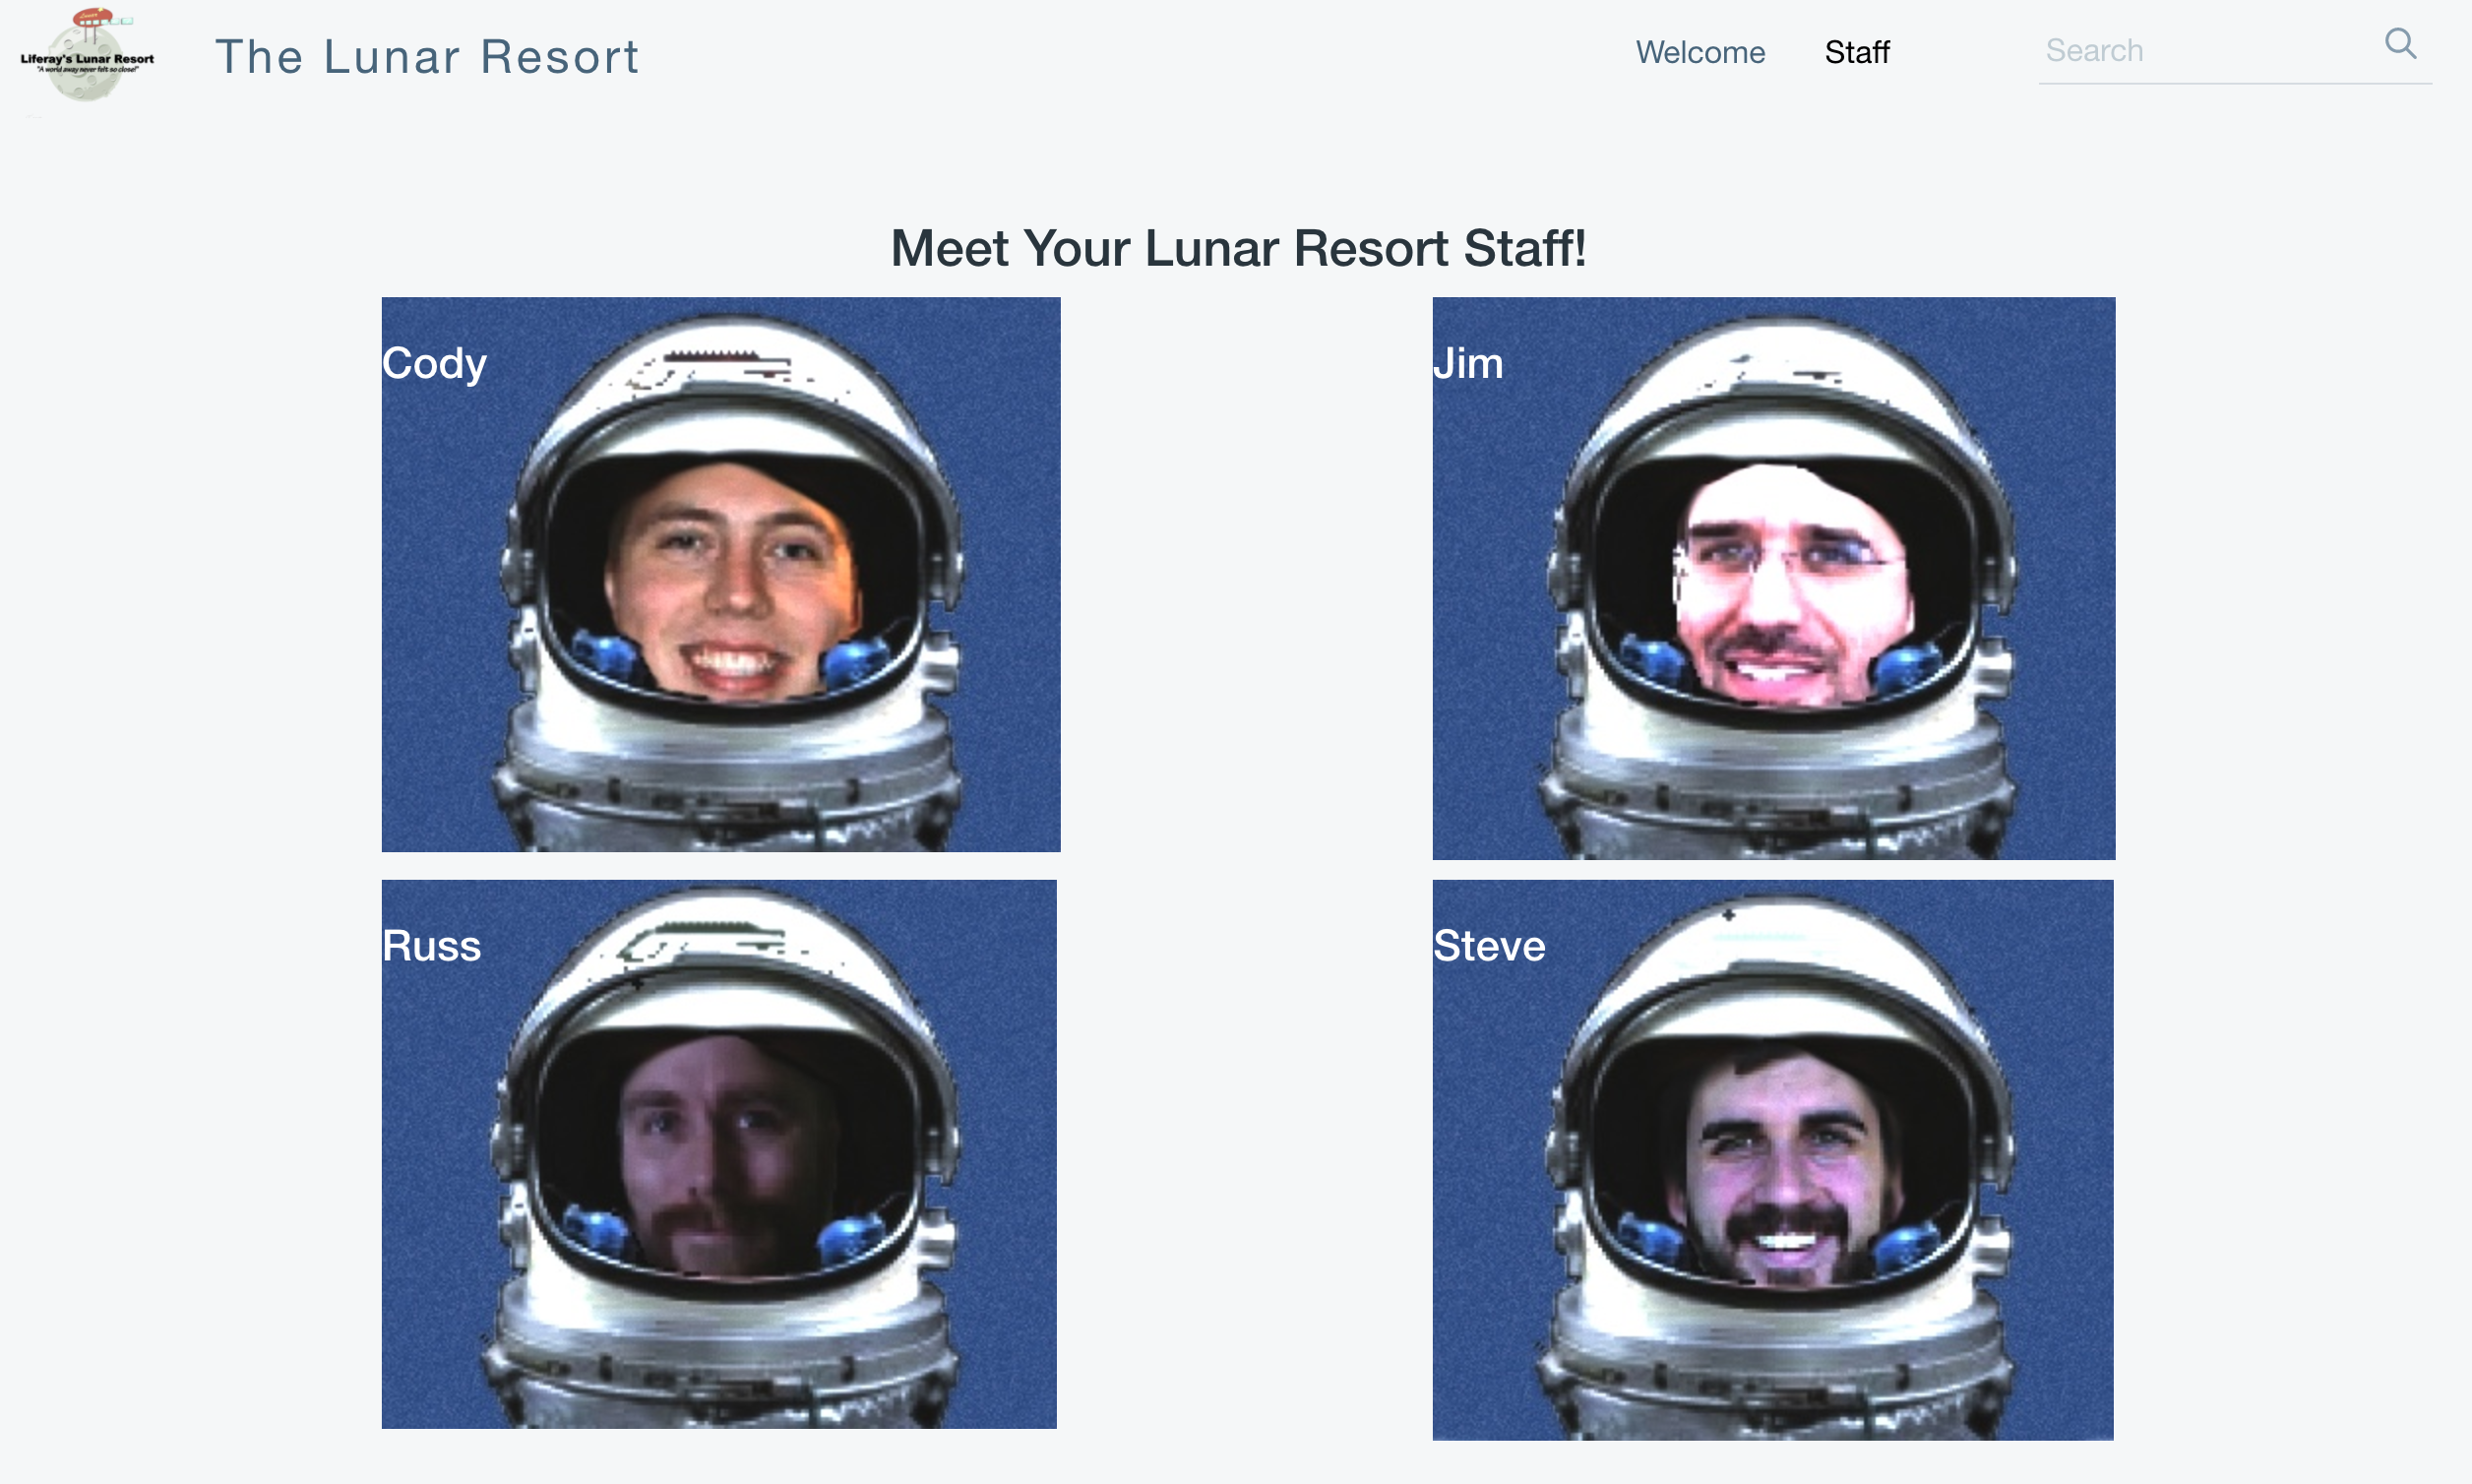 Liferay's Lunar Resort
"A world away never felt so close!"
The Lunar Resort
Welcome
Staff
Search
Meet Your Lunar Resort Staff!
Cody
Jim
Russ
Steve